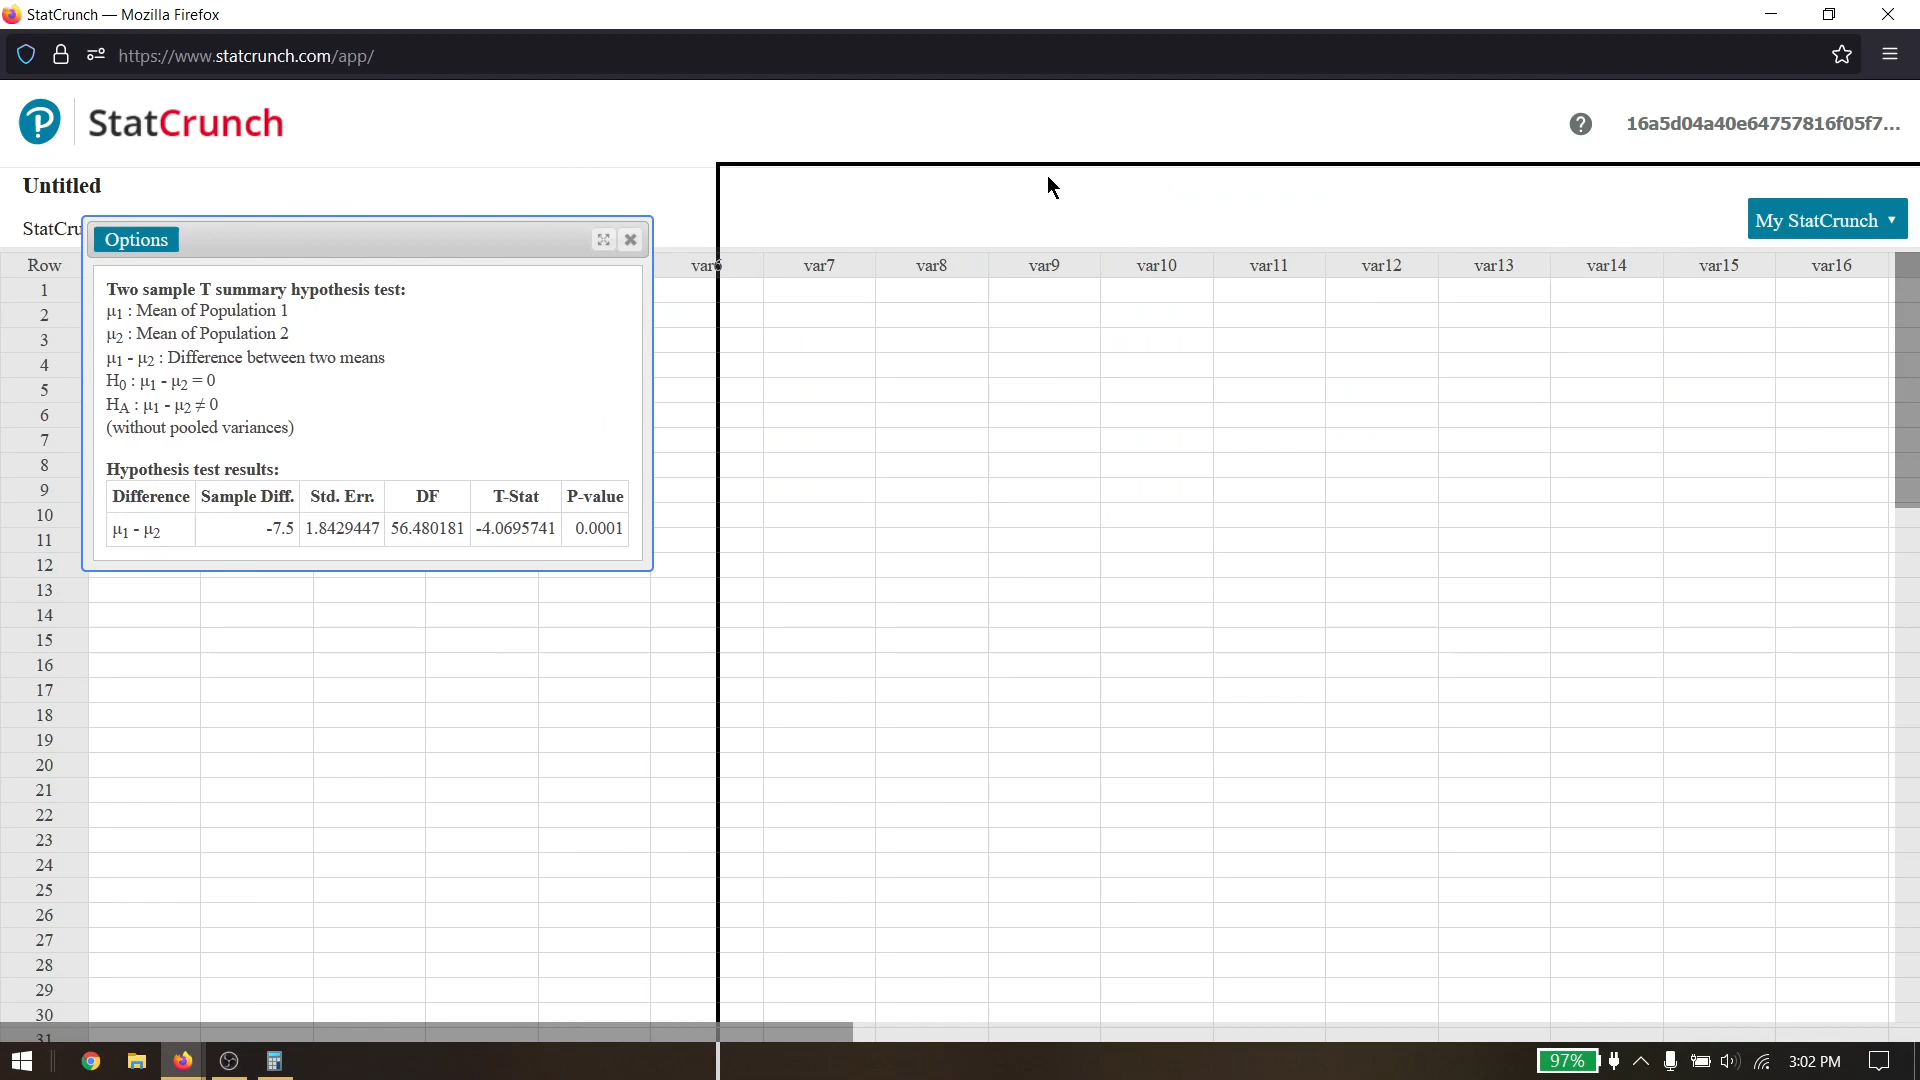 StatCrunch — Mozilla Firefox
https://www.statcrunch.com/app/
StatCrunch
16a5d04a40e64757816f05f7...
Untitled
StatCru
My StatCrunch
Options
Two sample T summary hypothesis test:
μ1 : Mean of Population 1
μ2 : Mean of Population 2
μ1 - μ2 : Difference between two means
H0 : μ1 - μ2 = 0
HA : μ1 - μ2 ≠ 0
(without pooled variances)
Hypothesis test results:
Difference Sample Diff. Std. Err. DF T-Stat P-value
μ1 - μ2 -7.5 1.8429447 56.480181 -4.0695741 0.0001
Row var6 var7 var8 var9 var10 var11 var12 var13 var14 var15 var16
1
2
3
4
5
6
7
8
9
10
11
12
13
14
15
16
17
18
19
20
21
22
23
24
25
26
27
28
29
30
31
97% 3:02 PM